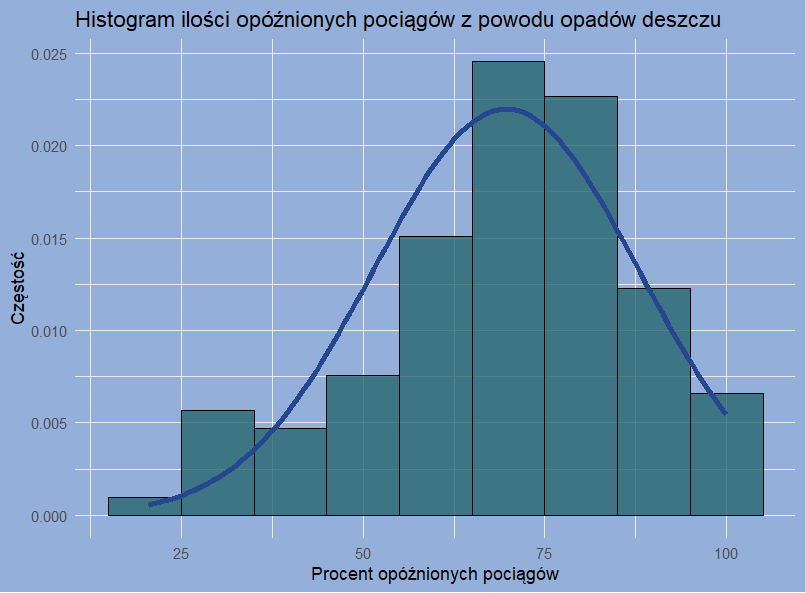 Histogram ilości opóźnionych pociągów z powodu opadów deszczu
0.025
0.020
0.015
0.010
0.005
0.000
Częstość
25 50 75 100
Procent opóźnionych pociągów